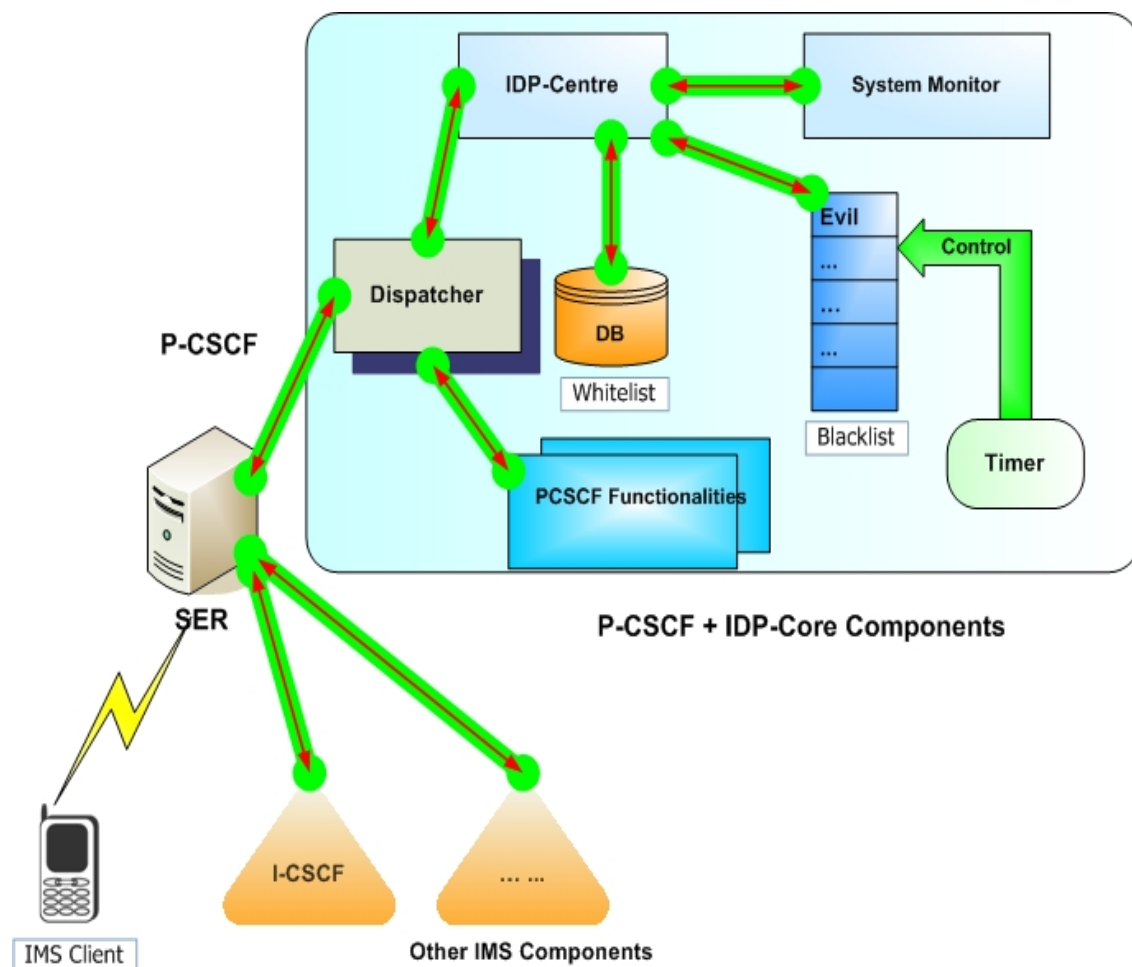 IDP-Centre
System Monitor
Evil
...
...
...
Control
Dispatcher
DB
Whitelist
Blacklist
Timer
P-CSCF
PCSCF Functionalities
SER
P-CSCF + IDP-Core Components
I-CSCF
... ...
IMS Client
Other IMS Components